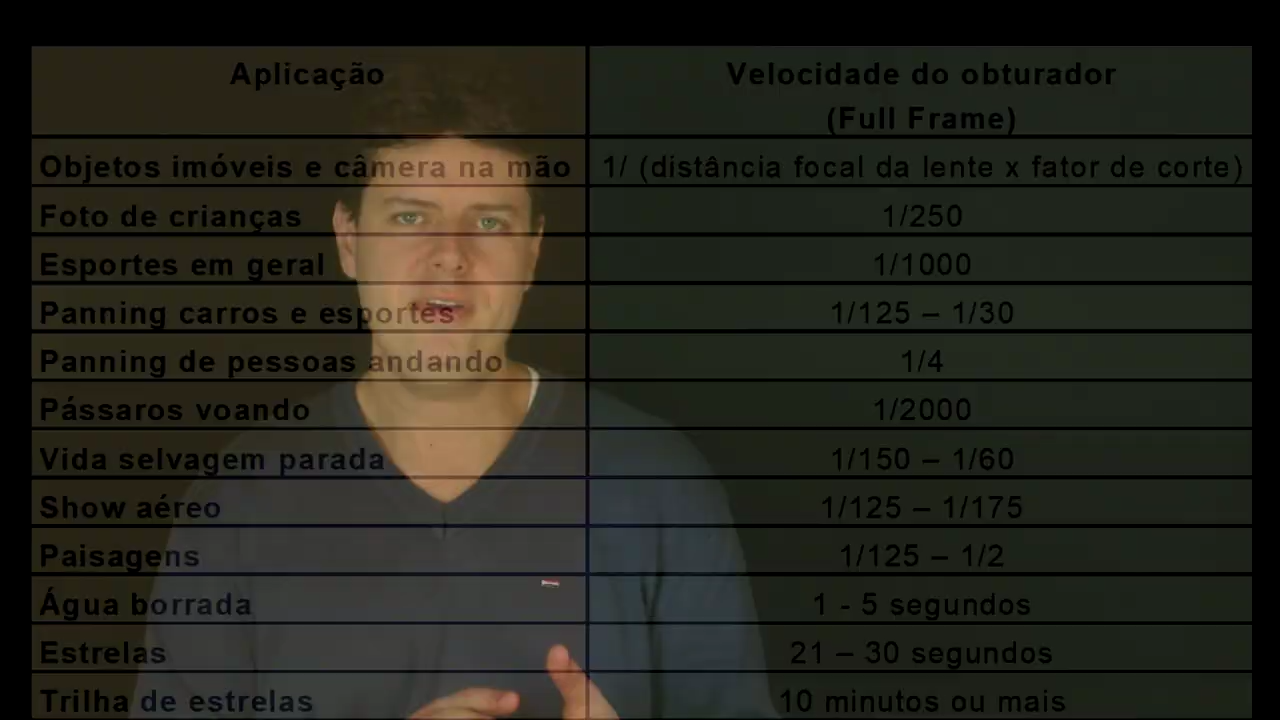 Aplicação
Velocidade do obturador
(Full Frame)
Objetos imóveis e câmera na mão 1/ (distância focal da lente x fator de corte)
Foto de crianças 1/250
Esportes em geral 1/1000
Panning carros e esportes 1/125 – 1/30
Panning de pessoas andando 1/4
Pássaros voando 1/2000
Vida selvagem parada 1/150 – 1/60
Show aéreo 1/125 – 1/175
Paisagens 1/125 – 1/2
Água borrada 1 - 5 segundos
Estrelas 21 – 30 segundos
Trilha de estrelas 10 minutos ou mais